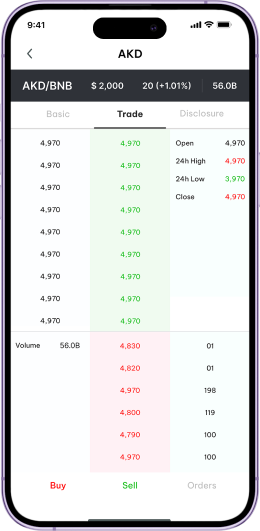 9:41
AKD
AKD/BNB $ 2,000 20 (+1.01%) 56.0B
Basic Trade Disclosure
4,970 4,970 Open 4,970
4,970 4,970 24h High 4,970
4,970 4,970 24h Low 3,970
4,970 4,970 Close 4,970
4,970 4,970
4,970 4,970
4,970 4,970
4,970 4,970
4,970 4,970
Volume 56.0B 4,830 01
4,820 01
4,970 198
4,800 119
4,790 100
4,970 100
Buy Sell Orders